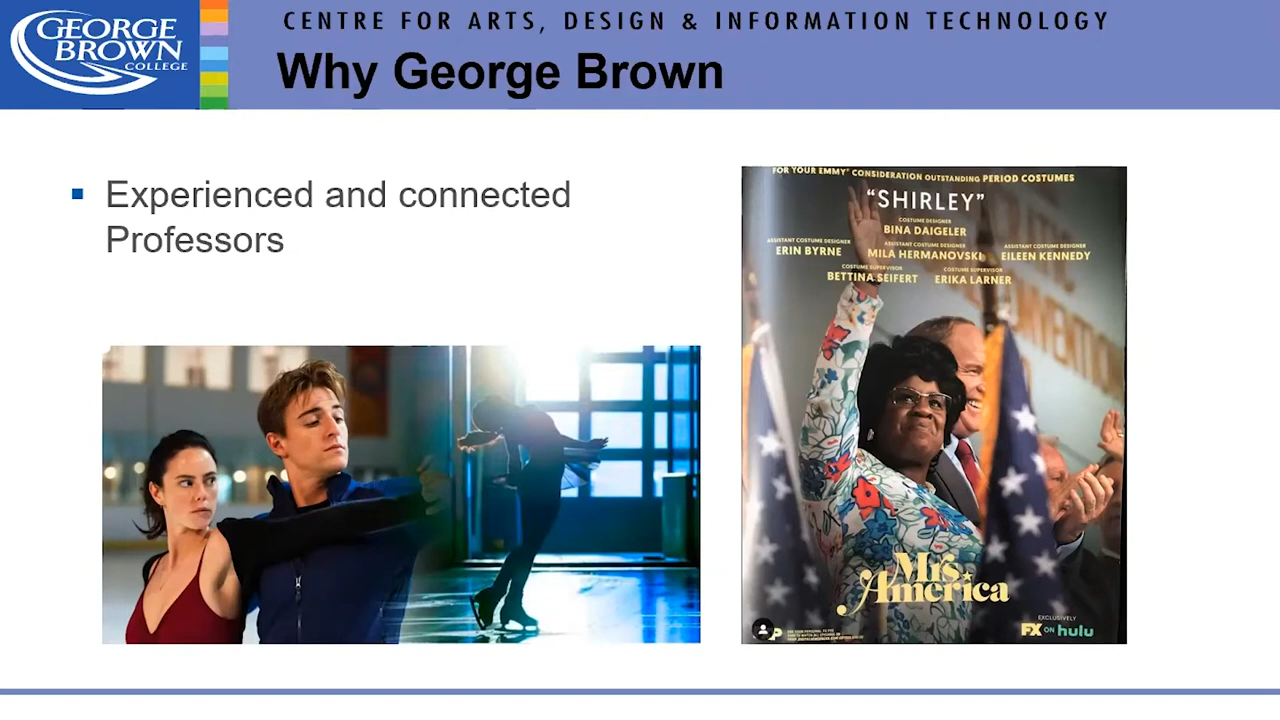 GEORGE
BROWN
COLLEGE
CENTRE FOR ARTS, DESIGN & INFORMATION TECHNOLOGY
Why George Brown
Experienced and connected
Professors
FOR YOUR EMMY® CONSIDERATION OUTSTANDING PERIOD COSTUMES
“SHIRLEY”
COSTUME DESIGNER
BINA DAIGELER
ASSISTANT COSTUME DESIGNER
ERIN BYRNE
ASSISTANT COSTUME DESIGNER
MILA HERMANOVSKI
ASSISTANT COSTUME DESIGNER
EILEEN KENNEDY
COSTUME SUPERVISOR
BETTINA SEIFERT
COSTUME SUPERVISOR
ERIKA LARNER
Mrs.
America
EXCLUSIVELY
FX ON hulu